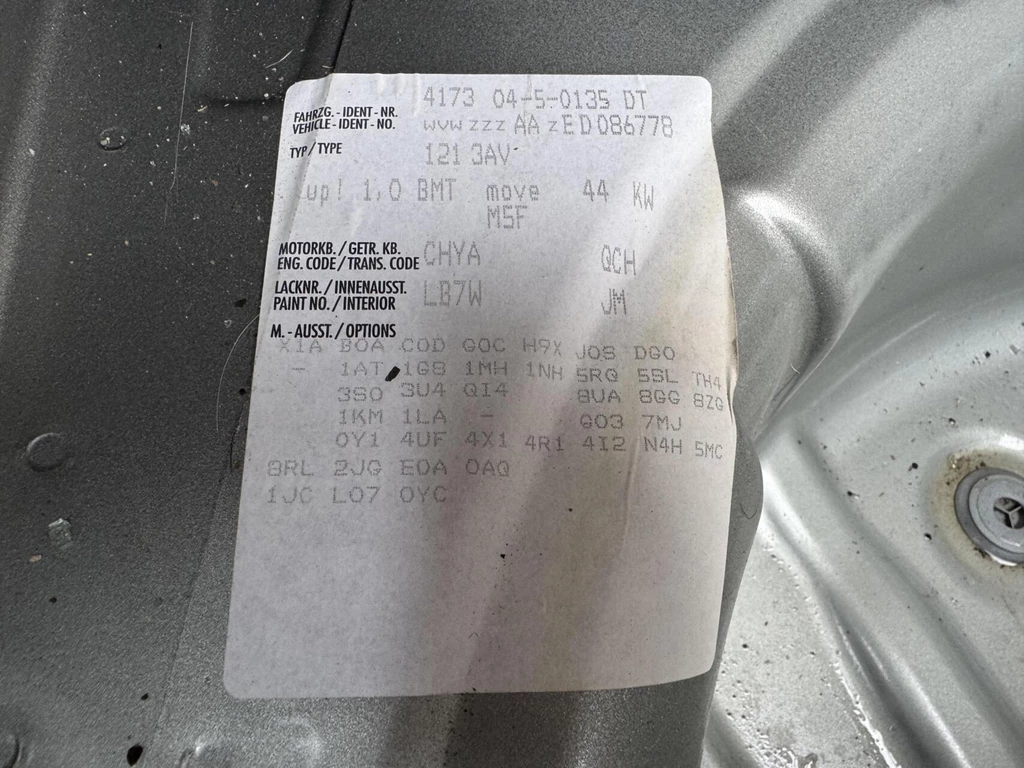 4173 04-5-0135 DT
FAHRZG. - IDENT - NR.
VEHICLE - IDENT - NO. WVWZZZAAZED086778
TYP / TYPE 121 3AV
up! 1,0 BMT move 44 KW
M5F
MOTORKB. / GETR. KB.
ENG. CODE / TRANS. CODE CHYA QCH
LACKNR. / INNENAUSST.
PAINT NO. / INTERIOR LB7W JM
M. - AUSST. / OPTIONS
X1A B0A C0D G0C H9X J0S DG0
- 1AT 1G8 1MH 1NH 5RQ 5SL TH4
3S0 3U4 QI4 8UA 8GG 8ZG
1KM 1LA - G03 7MJ
0Y1 4UF 4X1 4R1 4I2 N4H 5MC
8RL 2JG E0A 0AQ
1JC L07 0YC